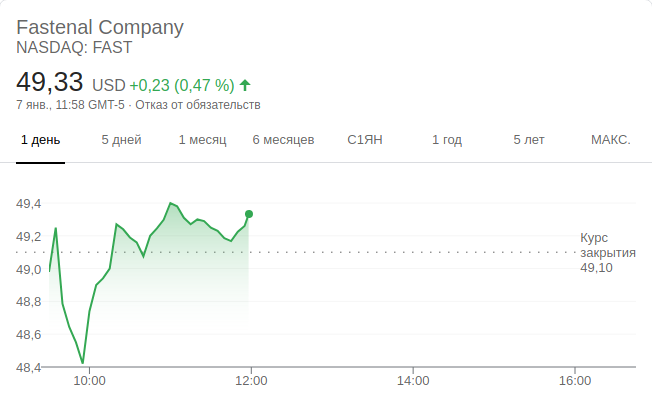 Fastenal Company
NASDAQ: FAST
49,33 USD +0,23 (0,47 %)
7 янв., 11:58 GMT-5 · Отказ от обязательств
1 день 5 дней 1 месяц 6 месяцев С1ЯН 1 год 5 лет МАКС.
49,4
49,2
49,0
48,8
48,6
48,4
Курс
закрытия
49,10
10:00 12:00 14:00 16:00